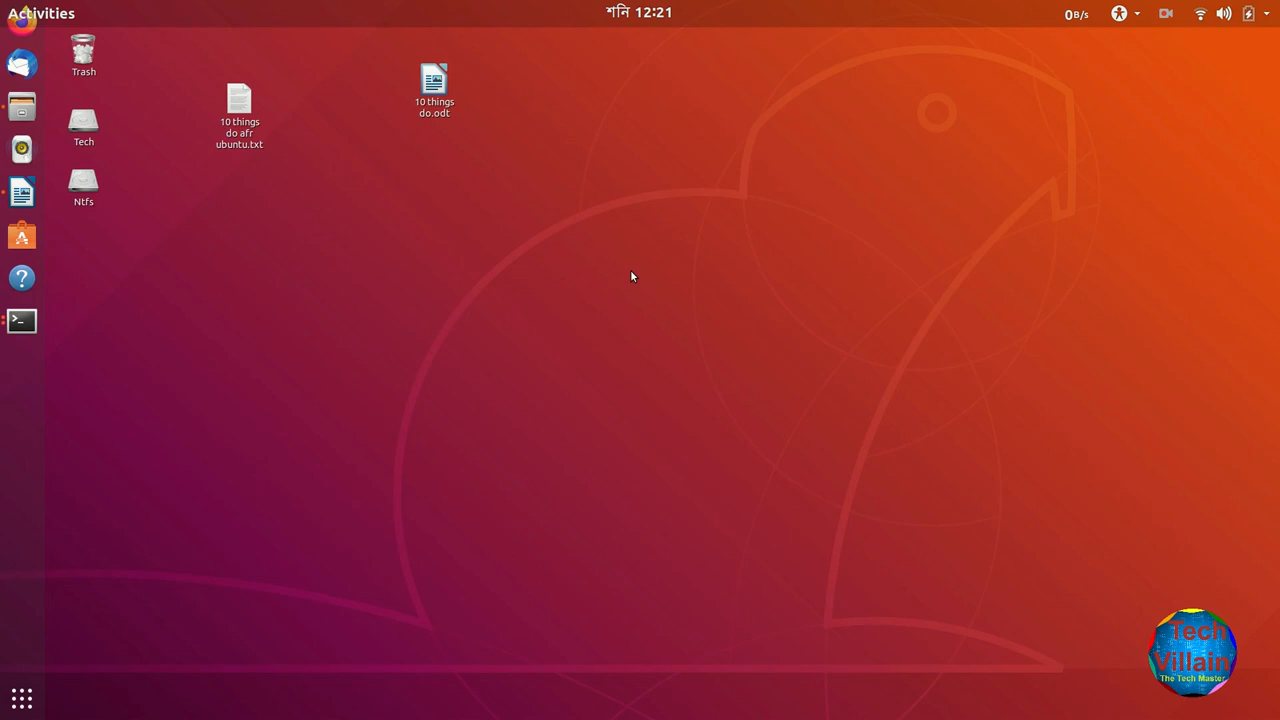 Activities
শনি 12:21
0B/s
Trash
10 things
do afr
ubuntu.txt
10 things
do.odt
Tech
Ntfs
Tech
Villain
The Tech Master